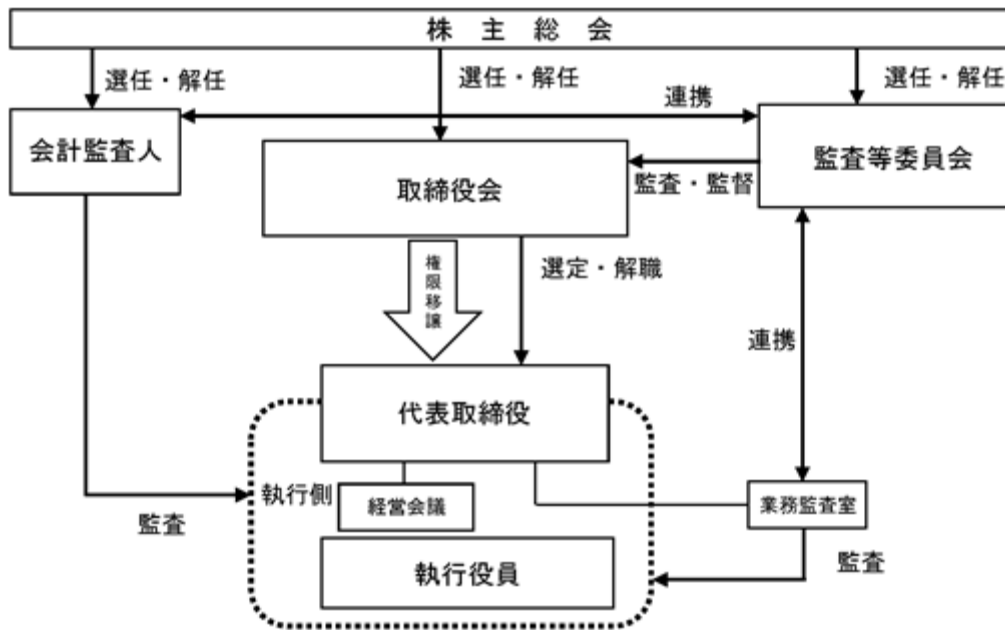 株 主 総 会
選任・解任
選任・解任
選任・解任
連携
会計監査人
監査等委員会
取締役会
監査・監督
権限移譲
選定・解職
連携
代表取締役
執行側
経営会議
業務監査室
監査
執行役員
監査